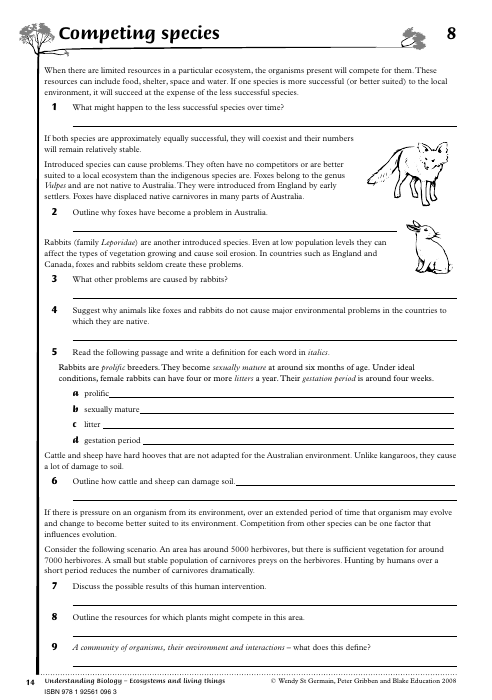 Competing species
8
When there are limited resources in a particular ecosystem, the organisms present will compete for them. These
resources can include food, shelter, space and water. If one species is more successful (or better suited) to the local
environment, it will succeed at the expense of the less successful species.
1 What might happen to the less successful species over time?
If both species are approximately equally successful, they will coexist and their numbers
will remain relatively stable.
Introduced species can cause problems. They often have no competitors or are better
suited to a local ecosystem than the indigenous species are. Foxes belong to the genus
Vulpes and are not native to Australia. They were introduced from England by early
settlers. Foxes have displaced native carnivores in many parts of Australia.
2 Outline why foxes have become a problem in Australia.
Rabbits (family Leporidae) are another introduced species. Even at low population levels they can
affect the types of vegetation growing and cause soil erosion. In countries such as England and
Canada, foxes and rabbits seldom create these problems.
3 What other problems are caused by rabbits?
4 Suggest why animals like foxes and rabbits do not cause major environmental problems in the countries to
which they are native.
5 Read the following passage and write a definition for each word in italics.
Rabbits are prolific breeders. They become sexually mature at around six months of age. Under ideal
conditions, female rabbits can have four or more litters a year. Their gestation period is around four weeks.
a prolific
b sexually mature
c litter
d gestation period
Cattle and sheep have hard hooves that are not adapted for the Australian environment. Unlike kangaroos, they cause
a lot of damage to soil.
6 Outline how cattle and sheep can damage soil.
If there is pressure on an organism from its environment, over an extended period of time that organism may evolve
and change to become better suited to its environment. Competition from other species can be one factor that
influences evolution.
Consider the following scenario. An area has around 5000 herbivores, but there is sufficient vegetation for around
7000 herbivores. A small but stable population of carnivores preys on the herbivores. Hunting by humans over a
short period reduces the number of carnivores dramatically.
7 Discuss the possible results of this human intervention.
8 Outline the resources for which plants might compete in this area.
9 A community of organisms, their environment and interactions – what does this define?
14 Understanding Biology – Ecosystems and living things © Wendy St Germain, Peter Gribben and Blake Education 2008
ISBN 978 1 92561 096 3